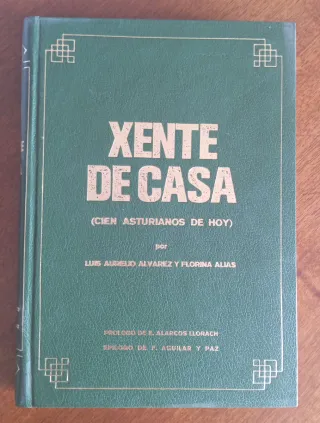 XENTE
DE CASA
(CIEN ASTURIANOS DE HOY)
por
LUIS AURELIO ALVAREZ Y FLORINA ALIAS
PROLOGO DE E. ALARCOS LLORACH
EPILOGO DE F. AGUILAR Y PAZ